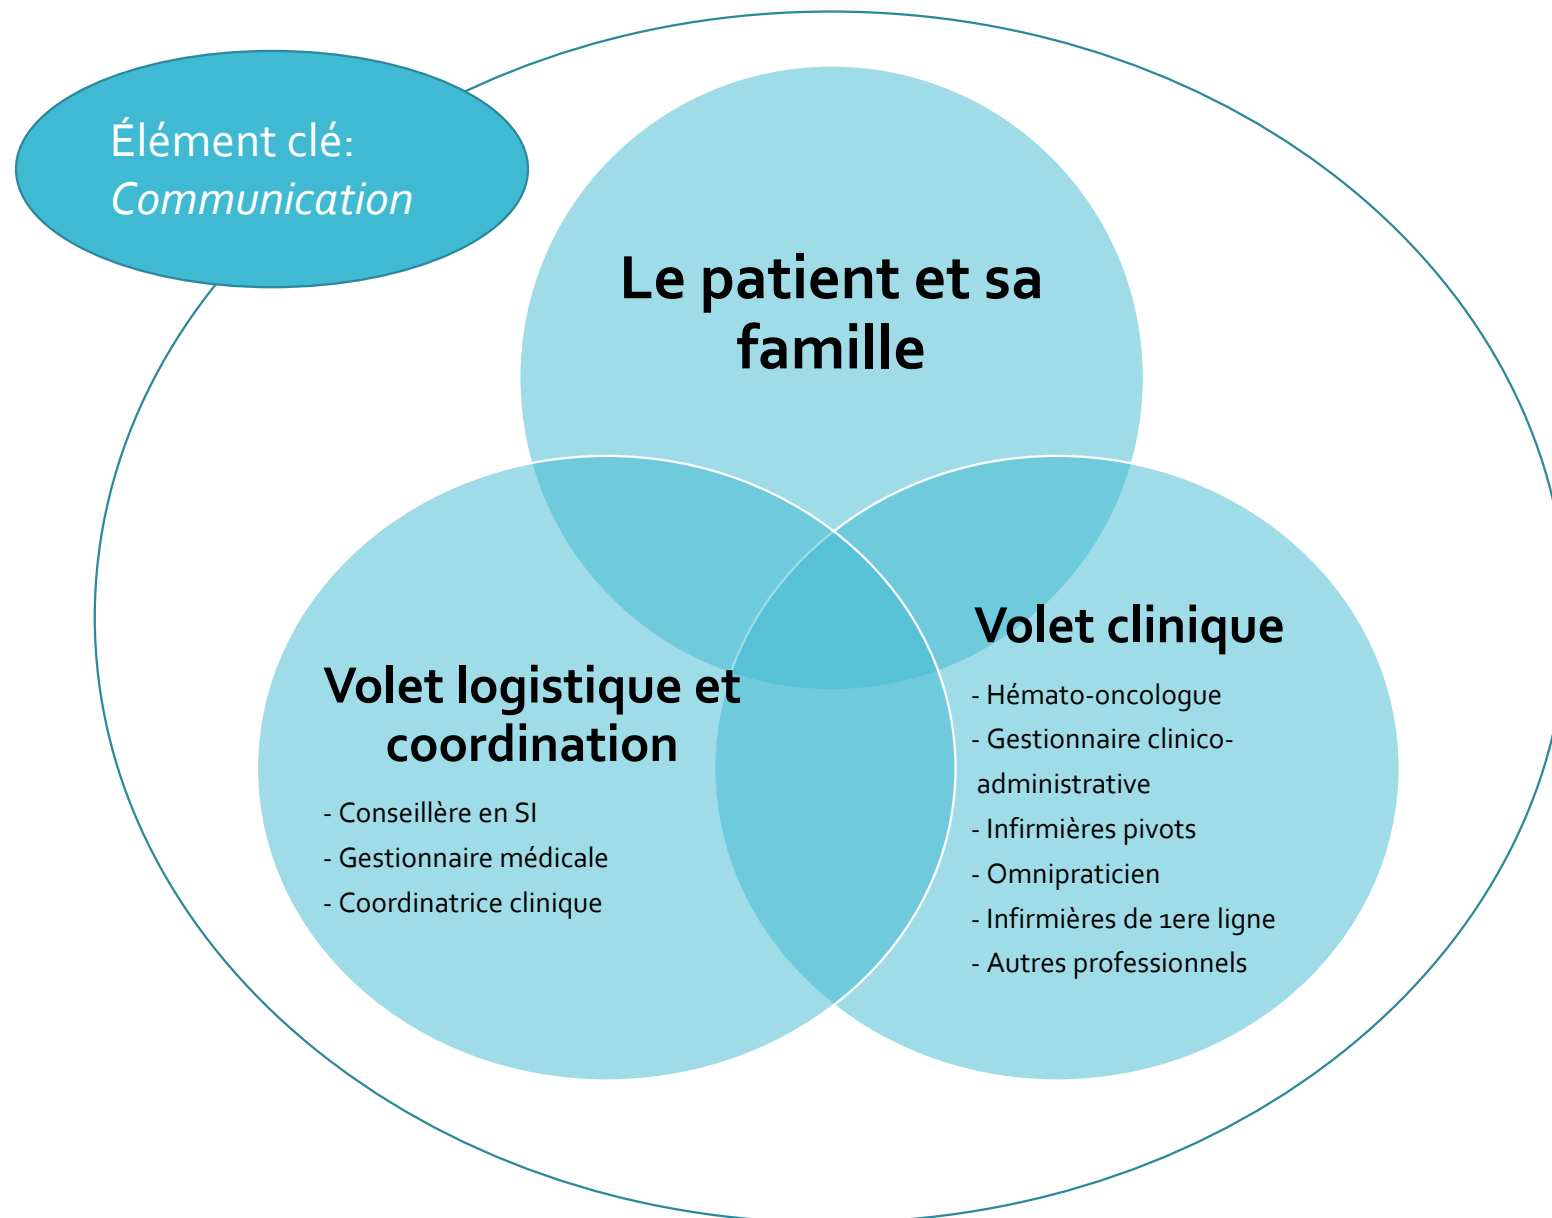 Élément clé:
Communication
Le patient et sa
famille
Volet logistique et
coordination
- Conseillère en SI
- Gestionnaire médicale
- Coordinatrice clinique
Volet clinique
- Hémato-oncologue
- Gestionnaire clinico-
administrative
- Infirmières pivots
- Omnipraticien
- Infirmières de 1ere ligne
- Autres professionnels